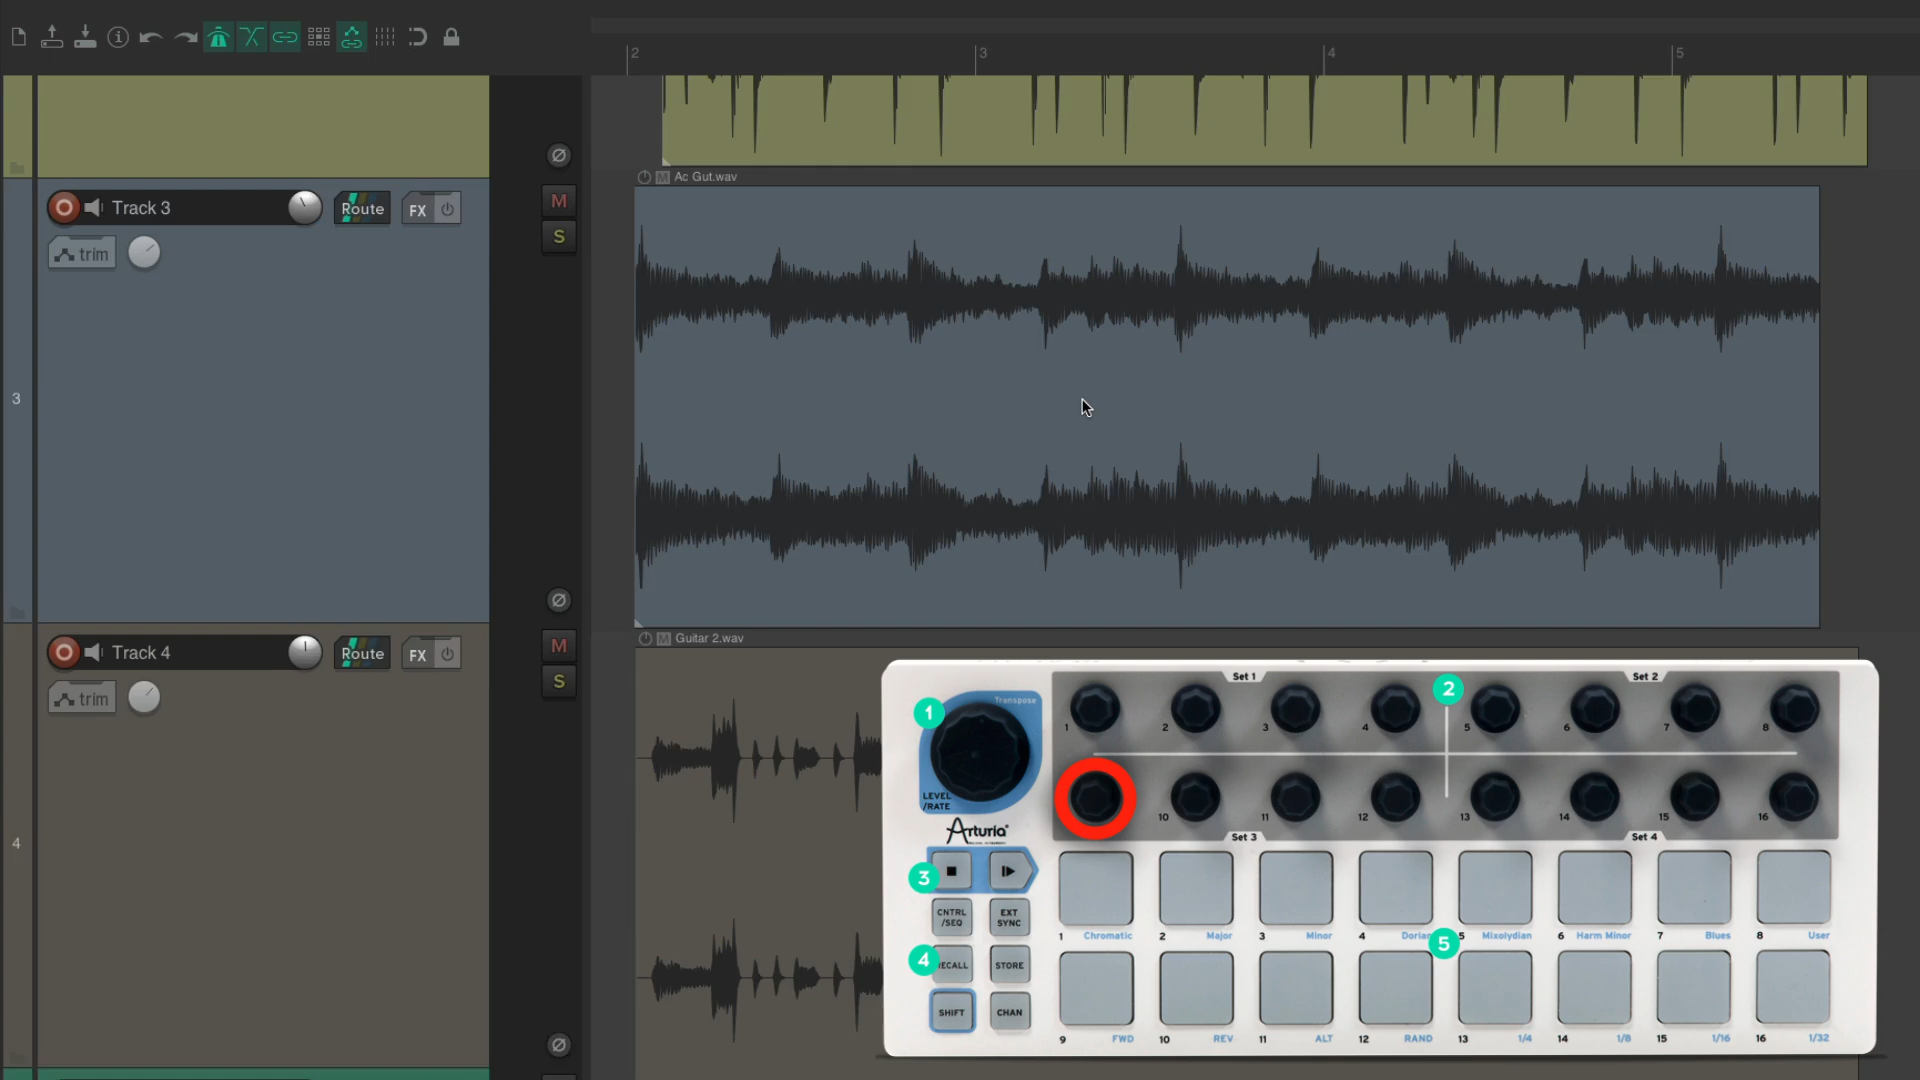 2
3
4
5
Ac Gut.wav
M
Track 3
Route
FX
M
S
trim
3
Guitar 2.wav
M
Track 4
Route
FX
M
S
trim
4
Set 1
Set 2
1
Transpose
2
1
2
3
4
5
6
7
8
LEVEL
/RATE
10
11
12
13
14
15
16
Arturia
Set 3
Set 4
3
CNTRL
/SEQ
EXT
SYNC
1 Chromatic
2 Major
3 Minor
4 Dorian
5
5 Mixolydian
6 Harm Minor
7 Blues
8 User
4
RECALL
STORE
SHIFT
CHAN
9 FWD
10 REV
11 ALT
12 RAND
13 1/4
14 1/8
15 1/16
16 1/32